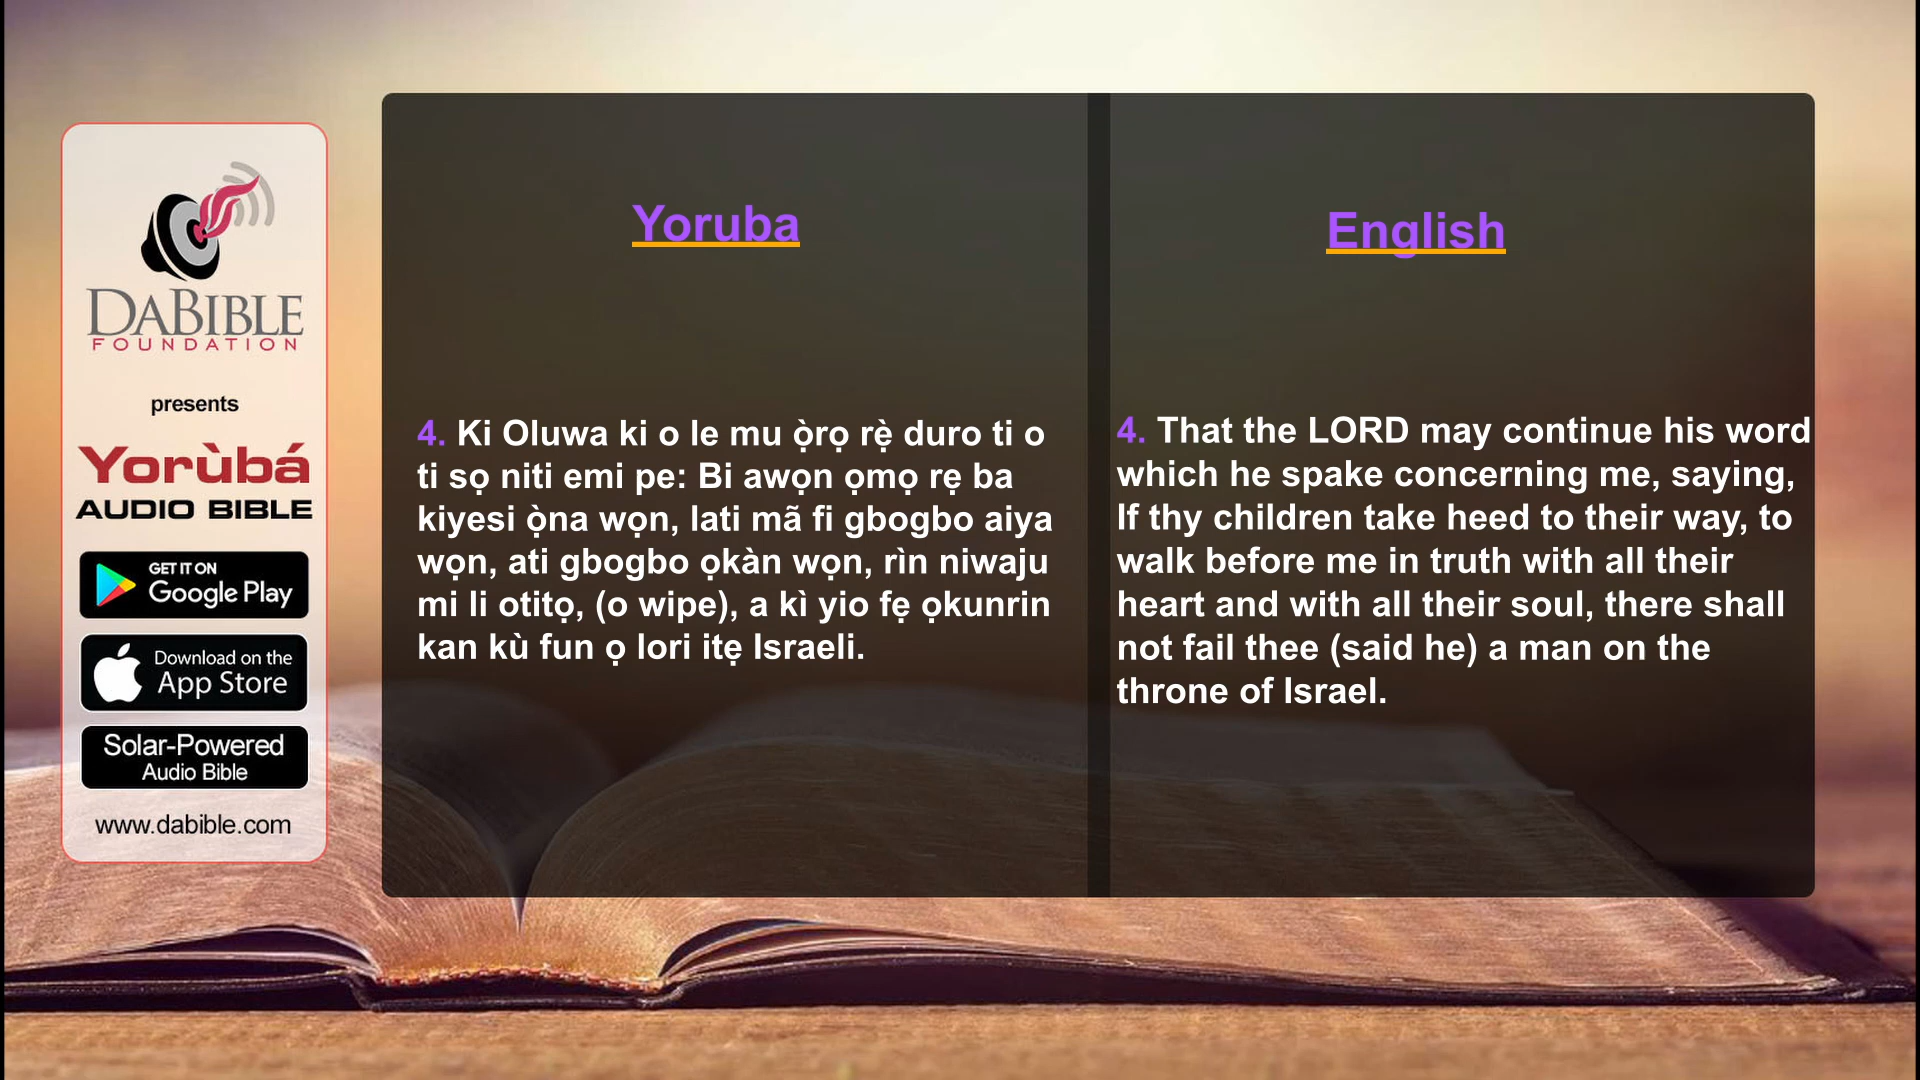 DABIBLE
FOUNDATION
presents
Yorùbá
AUDIO BIBLE
GET IT ON
Google Play
Download on the
App Store
Solar-Powered
Audio Bible
www.dabible.com
Yoruba
4. Ki Oluwa ki o le mu ọ̀rọ rẹ̀ duro ti o
ti sọ niti emi pe: Bi awọn ọmọ rẹ ba
kiyesi ọ̀na wọn, lati mã fi gbogbo aiya
wọn, ati gbogbo ọkàn wọn, rìn niwaju
mi li otitọ, (o wipe), a kì yio fẹ ọkunrin
kan kù fun ọ lori itẹ Israeli.
English
4. That the LORD may continue his word
which he spake concerning me, saying,
If thy children take heed to their way, to
walk before me in truth with all their
heart and with all their soul, there shall
not fail thee (said he) a man on the
throne of Israel.